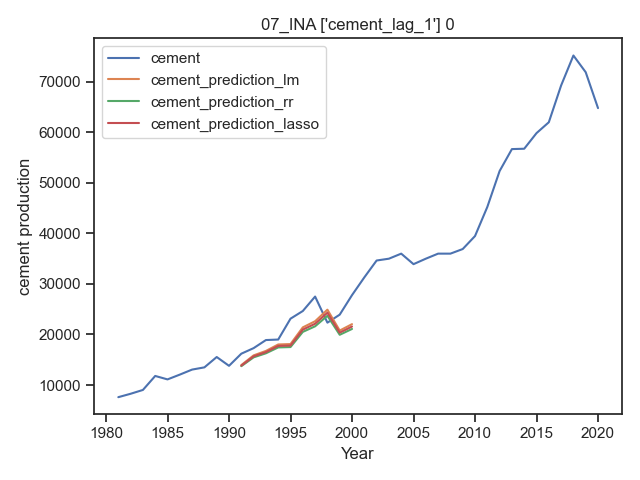 07_INA ['cement_lag_1'] 0
cement
cement_prediction_lm
cement_prediction_rr
cement_prediction_lasso
cement production
70000
60000
50000
40000
30000
20000
10000
1980 1985 1990 1995 2000 2005 2010 2015 2020
Year